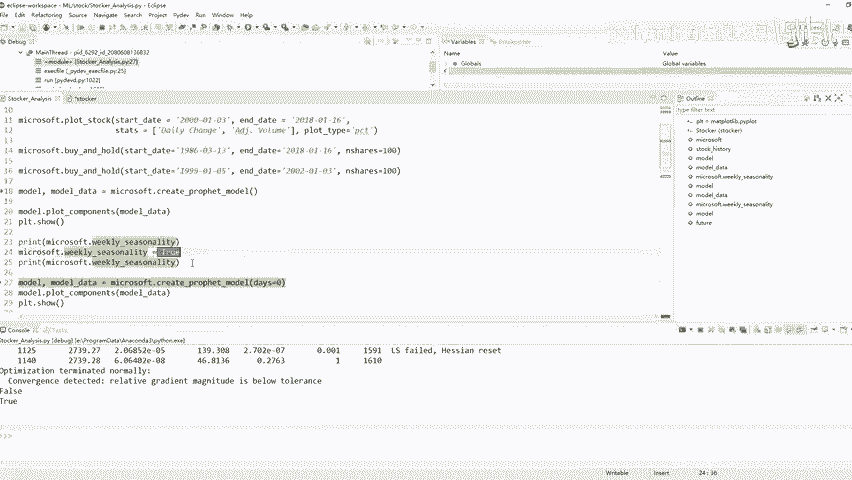 eclipse-workspace - ML/stock/Stocker_Analysis.py - Eclipse
File Edit Refactoring Source Navigate Search Project Pydev Run Window Help
Debug
MainThread - pid_6292_id_2080608136832
<module> [Stocker_Analysis.py:27]
execfile [_pydev_execfile.py:25]
run [pydevd.py:1022]
Variables
Name Value
Globals Global variables
Stocker_Analysis *stocker
10
11 microsoft.plot_stock(start_date = '2000-01-03', end_date = '2018-01-16',
12 stats = ['Daily Change', 'Adj. Volume'], plot_type='pct')
13
14 microsoft.buy_and_hold(start_date='1986-03-13', end_date='2018-01-16', nshares=100)
15
16 microsoft.buy_and_hold(start_date='1999-01-05', end_date='2002-01-03', nshares=100)
17
18 model, model_data = microsoft.create_prophet_model()
19
20 model.plot_components(model_data)
21 plt.show()
22
23 print(microsoft.weekly_seasonality)
24 microsoft.weekly_seasonality = True
25 print(microsoft.weekly_seasonality)
26
27 model, model_data = microsoft.create_prophet_model(days=0)
28 model.plot_components(model_data)
29 plt.show()
Outline
type filter text
plt = matplotlib.pyplot
Stocker (stocker)
microsoft
stock_history
model
model_data
microsoft.weekly_seasonality
model
model_data
microsoft.weekly_seasonality
model
future
Console
Stocker_Analysis.py [debug] [e:\ProgramData\Anaconda3\python.exe]
1125 2739.27 2.06852e-05 139.308 2.702e-07 0.001 1591 LS failed, Hessian reset
1140 2739.27 6.06402e-08 46.8136 0.2763 1 1610
Optimization terminated normally:
Convergence detected: relative gradient magnitude is below tolerance
False
True
>>>
Writable Insert 24 : 36